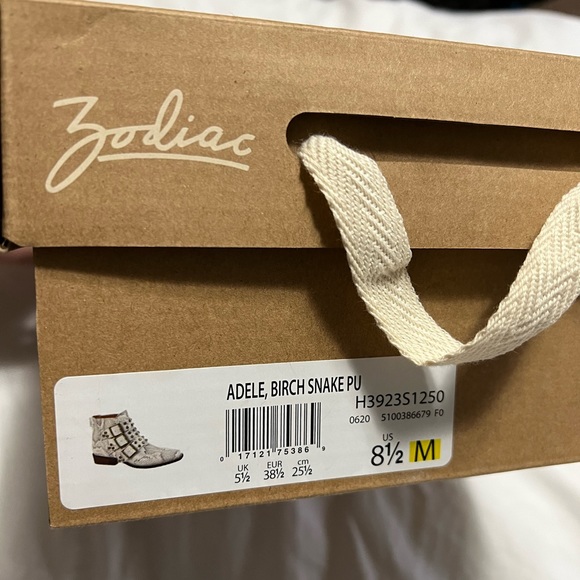 Zodiac
ADELE, BIRCH SNAKE PU
H3923S1250
0620 5100386679 F0
0 17121 75386 9
UK EUR cm
5½ 38½ 25½
US
8½ M